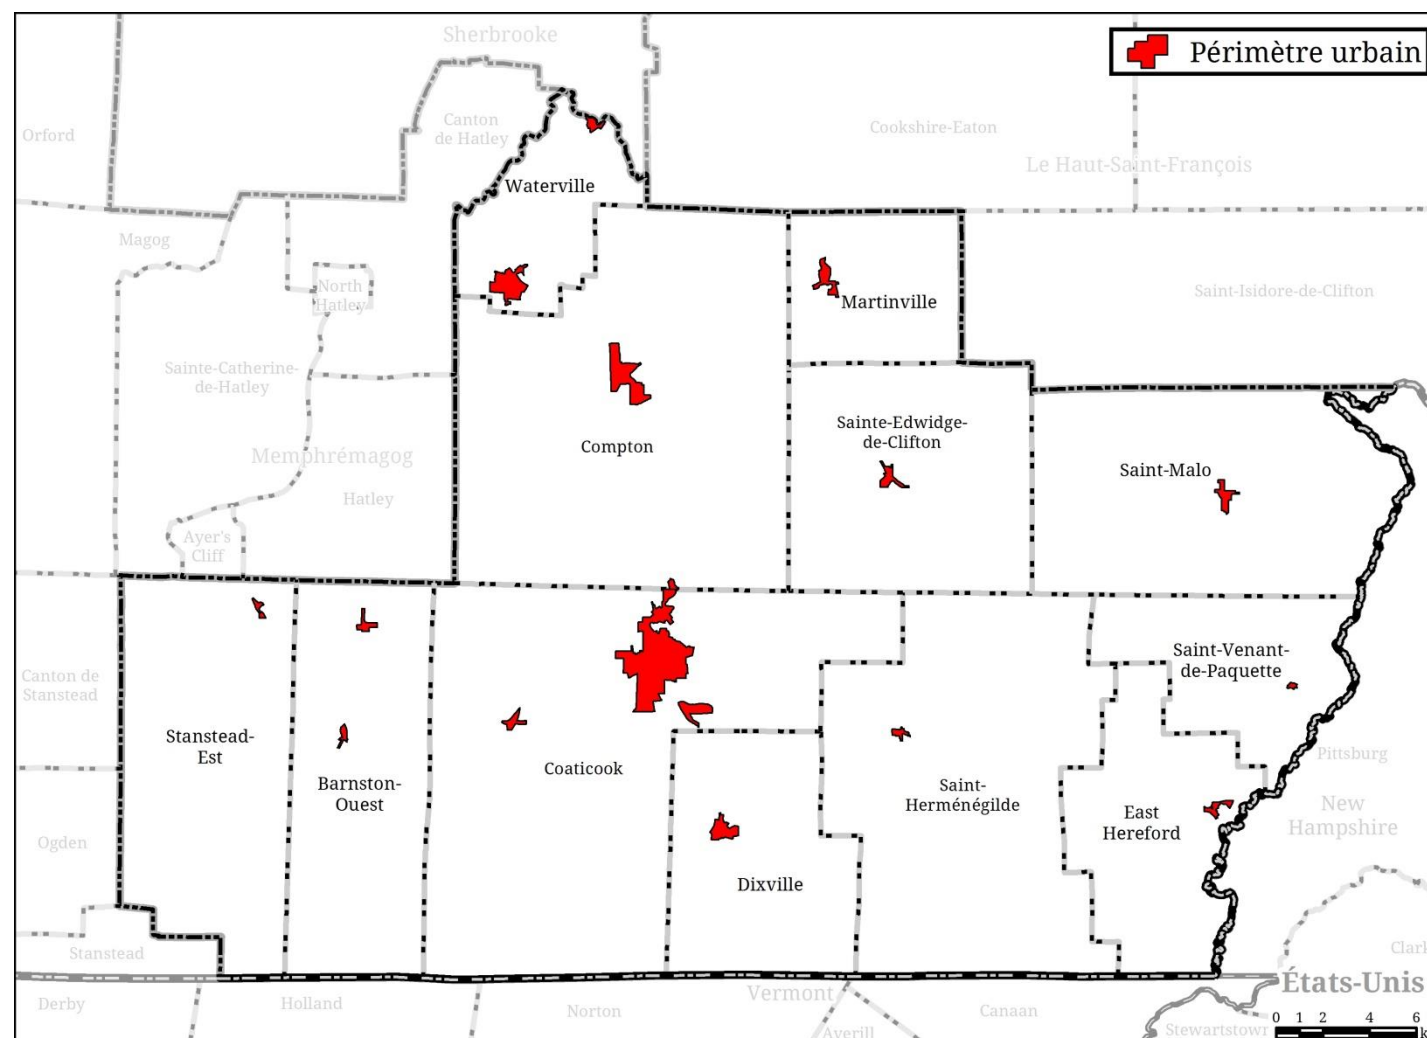 Sherbrooke
Périmètre urbain
Orford
Canton
de Hatley
Cookshire-Eaton
Le Haut-Saint-François
Waterville
Magog
North
Hatley
Martinville
Saint-Isidore-de-Clifton
Sainte-Catherine-
de-Hatley
Memphrémagog
Compton
Sainte-Edwidge-
de-Clifton
Saint-Malo
Hatley
Ayer's
Cliff
Canton de
Stanstead
Stanstead-
Est
Barnston-
Ouest
Coaticook
Saint-Venant-
de-Paquette
Pittsburg
New
Hampshire
Saint-
Herménégilde
East
Hereford
Ogden
Dixville
Stanstead
Clark
États-Unis
Derby
Holland
Norton
Vermont
Averill
Canaan
Stewartstown
0 1 2 4 6
k